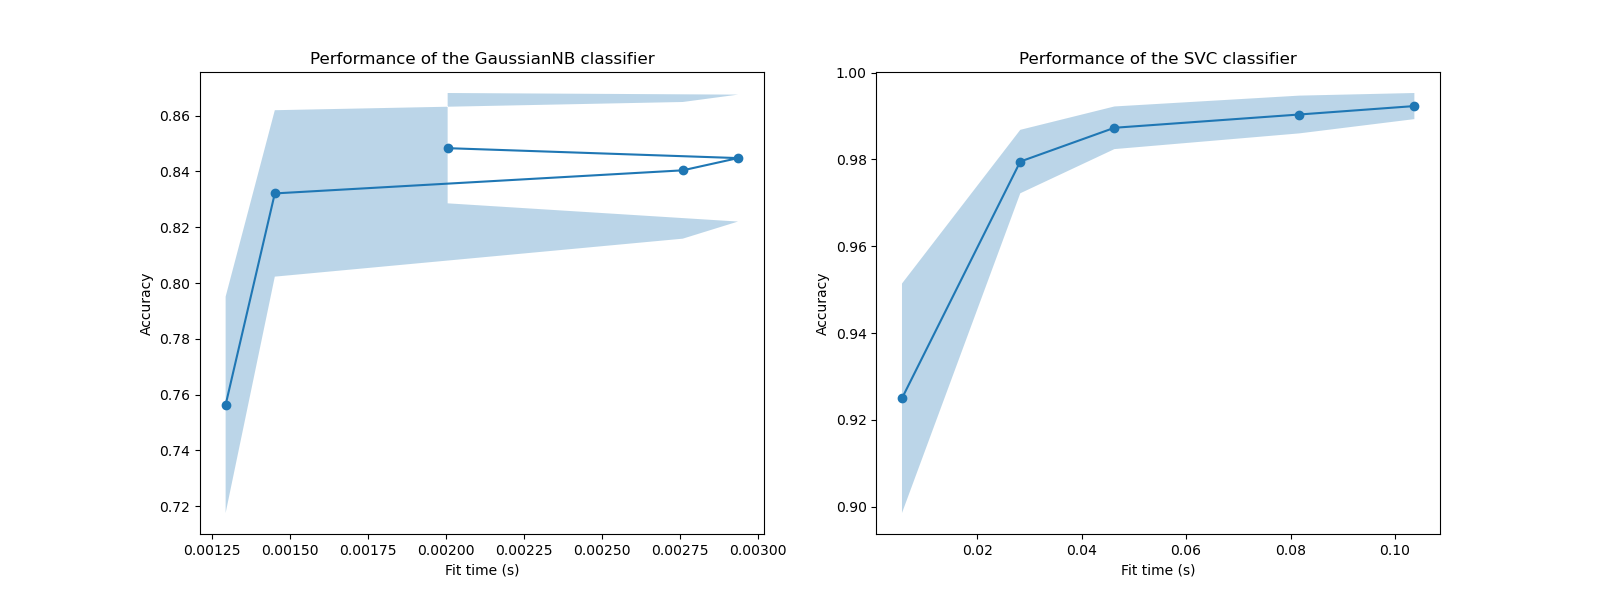 Performance of the GaussianNB classifier
Accuracy
0.86
0.84
0.82
0.80
0.78
0.76
0.74
0.72
0.00125 0.00150 0.00175 0.00200 0.00225 0.00250 0.00275 0.00300
Fit time (s)
Performance of the SVC classifier
Accuracy
1.00
0.98
0.96
0.94
0.92
0.90
0.02 0.04 0.06 0.08 0.10
Fit time (s)